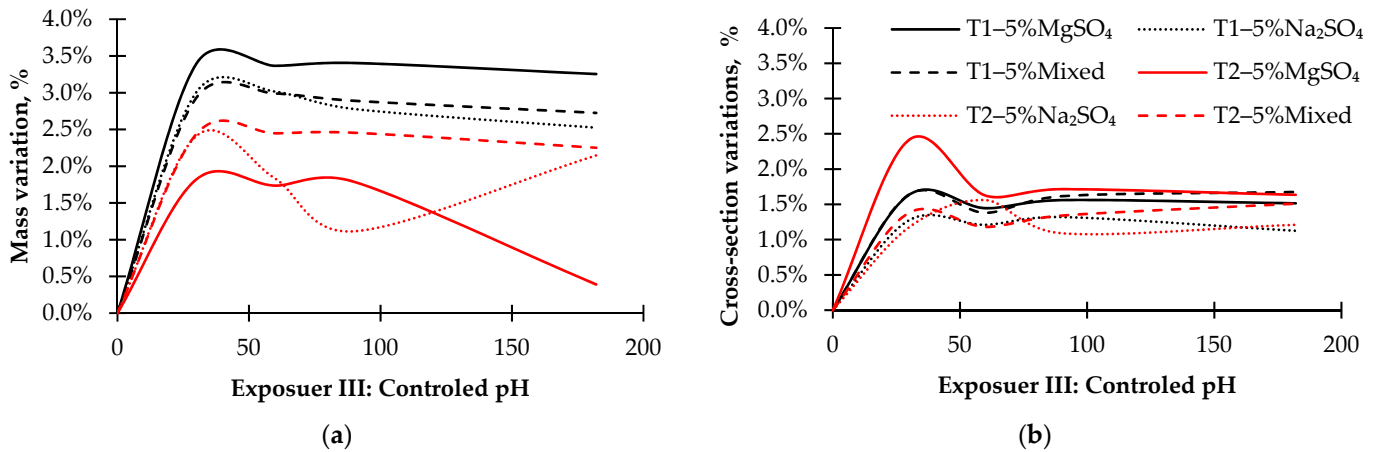 4.0%
3.5%
3.0%
2.5%
2.0%
1.5%
1.0%
0.5%
0.0%
Mass variation, %
0 50 100 150 200
Exposuer III: Controled pH
(a)
4.0%
3.5%
3.0%
2.5%
2.0%
1.5%
1.0%
0.5%
0.0%
Cross-section variations, %
T1–5%MgSO₄ T1–5%Na₂SO₄
T1–5%Mixed T2–5%MgSO₄
T2–5%Na₂SO₄ T2–5%Mixed
0 50 100 150 200
Exposuer III: Controled pH
(b)